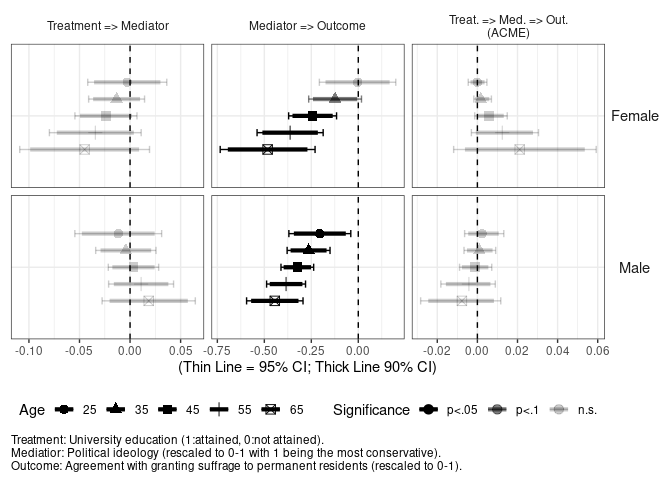 Treatment => Mediator
Mediator => Outcome
Treat. => Med. => Out.
(ACME)
Female
Male
-0.10 -0.05 0.00 0.05
-0.75 -0.50 -0.25 0.00
-0.02 0.00 0.02 0.04 0.06
(Thin Line = 95% CI; Thick Line 90% CI)
Age 25 35 45 55 65 Significance p<.05 p<.1 n.s.
Treatment: University education (1:attained, 0:not attained).
Mediator: Political ideology (rescaled to 0-1 with 1 being the most conservative).
Outcome: Agreement with granting suffrage to permanent residents (rescaled to 0-1).